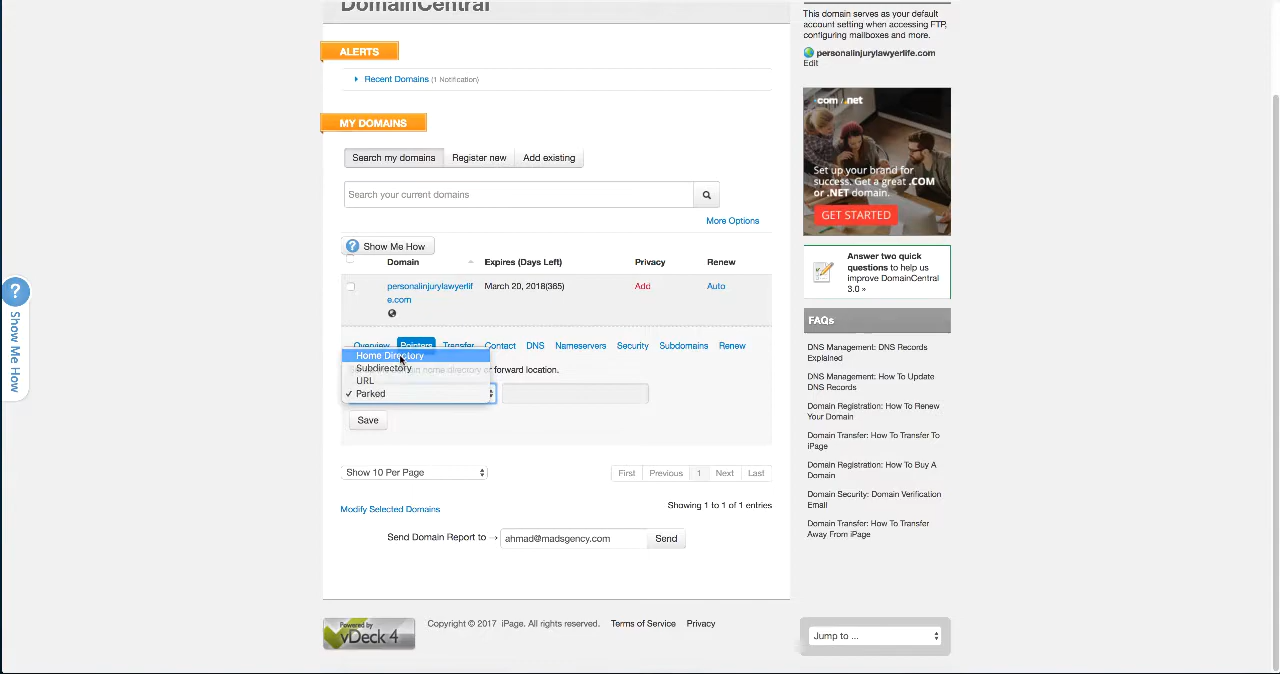 DomainCentral
ALERTS
Recent Domains (1 Notification)
MY DOMAINS
Search my domains
Register new
Add existing
Search your current domains
More Options
? Show Me How
Domain
Expires (Days Left)
Privacy
Renew
personalinjurylawyerlif
e.com
March 20, 2018(365)
Add
Auto
Overview
Pointers
Transfer
Contact
DNS
Nameservers
Security
Subdomains
Renew
Home Directory
Subdirectory
URL
✓ Parked
home directory or forward location.
Save
Show 10 Per Page
First
Previous
1
Next
Last
Showing 1 to 1 of 1 entries
Modify Selected Domains
Send Domain Report to →
ahmad@madsgency.com
Send
Powered by
vDeck 4
Copyright © 2017 iPage. All rights reserved.
Terms of Service
Privacy
This domain serves as your default
account setting when accessing FTP,
configuring mailboxes and more.
personalinjurylawyerlife.com
Edit
.com / .net
Set up your brand for
success. Get a great .COM
or .NET domain.
GET STARTED
Answer two quick
questions to help us
improve DomainCentral
3.0 »
FAQs
DNS Management: DNS Records
Explained
DNS Management: How To Update
DNS Records
Domain Registration: How To Renew
Your Domain
Domain Transfer: How To Transfer To
iPage
Domain Registration: How To Buy A
Domain
Domain Security: Domain Verification
Email
Domain Transfer: How To Transfer
Away From iPage
Jump to ...
?
Show Me How